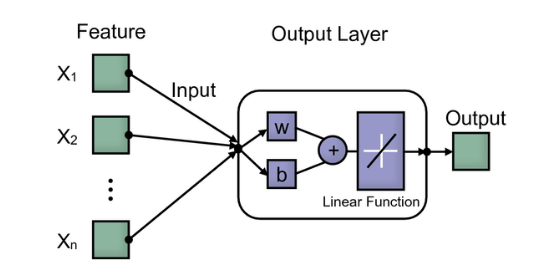 Feature
Output Layer
X1
Input
Output
w
X2
+
b
Linear Function
Xn